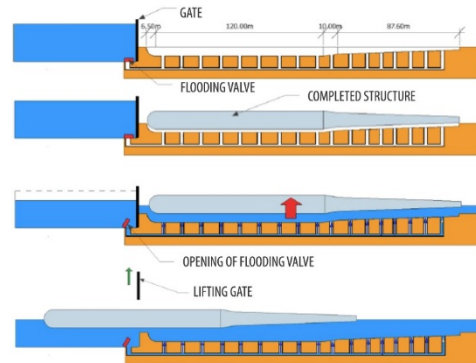 GATE
6.50m 120.00m 10.00m 87.60m
FLOODING VALVE
COMPLETED STRUCTURE
OPENING OF FLOODING VALVE
LIFTING GATE